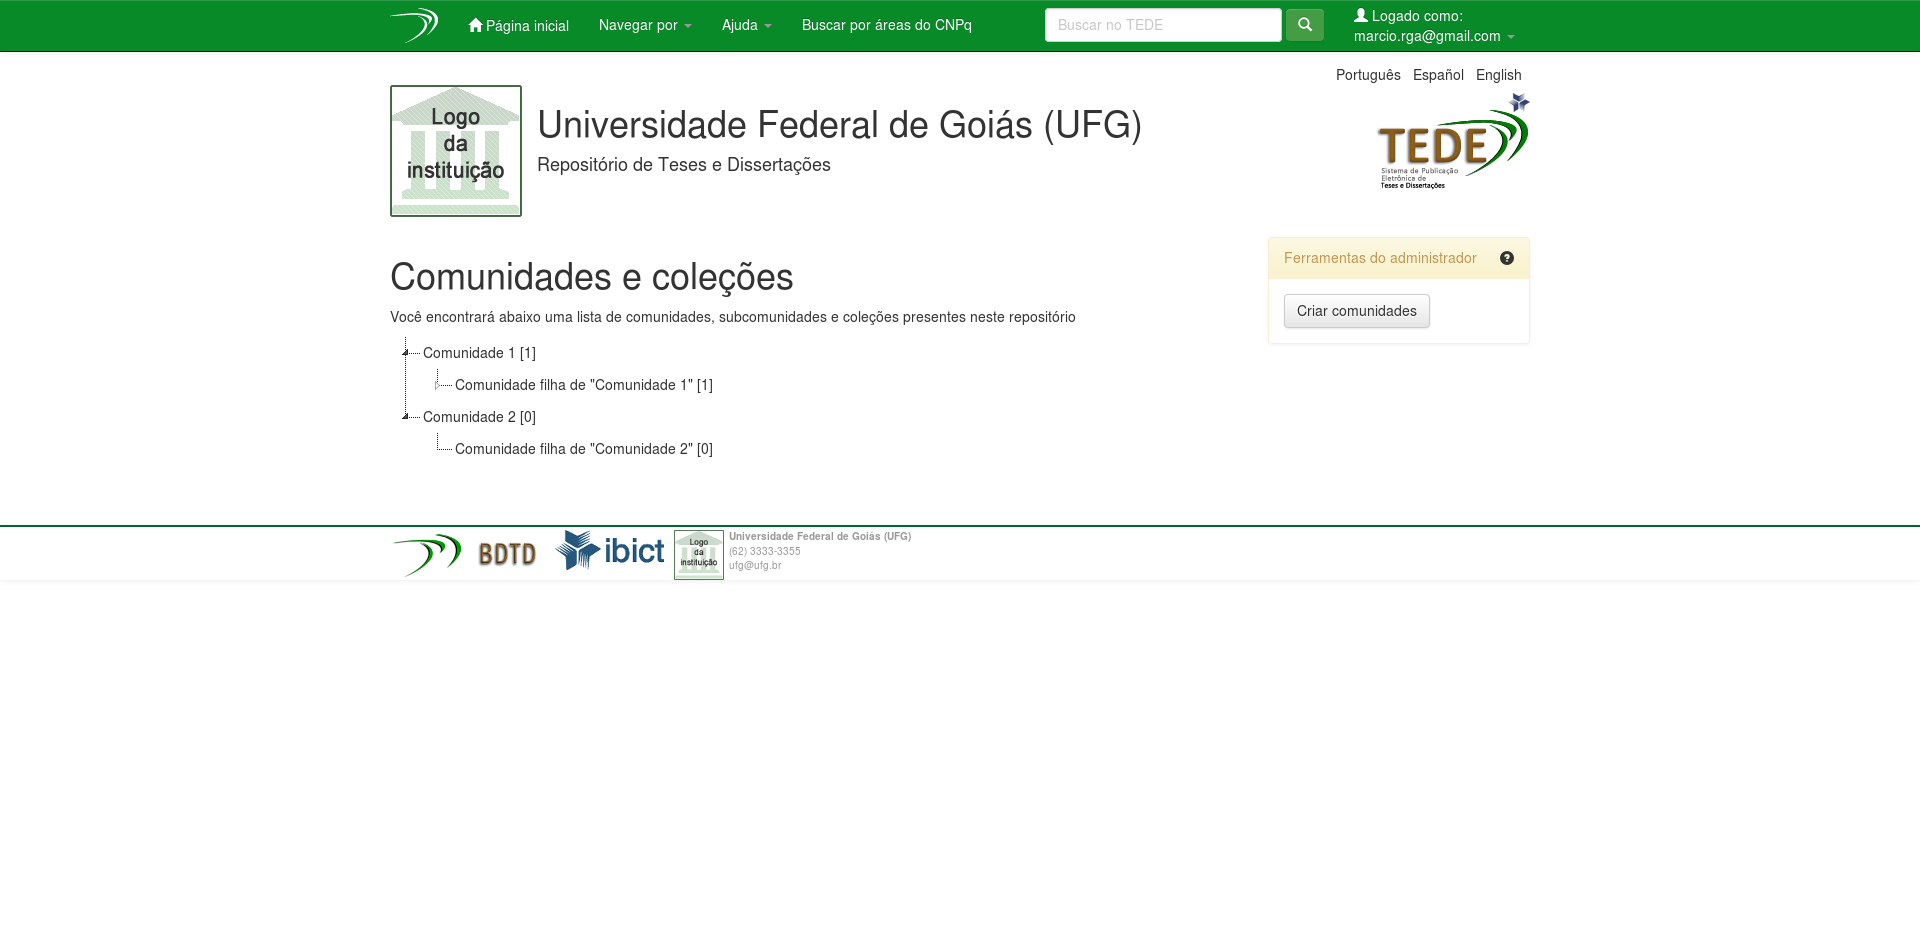 Página inicial
Navegar por
Ajuda
Buscar por áreas do CNPq
Buscar no TEDE
Logado como:
marcio.rga@gmail.com
Português Español English
Logo
da
instituição
Universidade Federal de Goiás (UFG)
Repositório de Teses e Dissertações
TEDE
Sistema de Publicação
Eletrônica de
Teses e Dissertações
Comunidades e coleções
Você encontrará abaixo uma lista de comunidades, subcomunidades e coleções presentes neste repositório
Comunidade 1 [1]
Comunidade filha de "Comunidade 1" [1]
Comunidade 2 [0]
Comunidade filha de "Comunidade 2" [0]
Ferramentas do administrador
Criar comunidades
BDTD
ibict
Logo
da
instituição
Universidade Federal de Goiás (UFG)
(62) 3333-3355
ufg@ufg.br